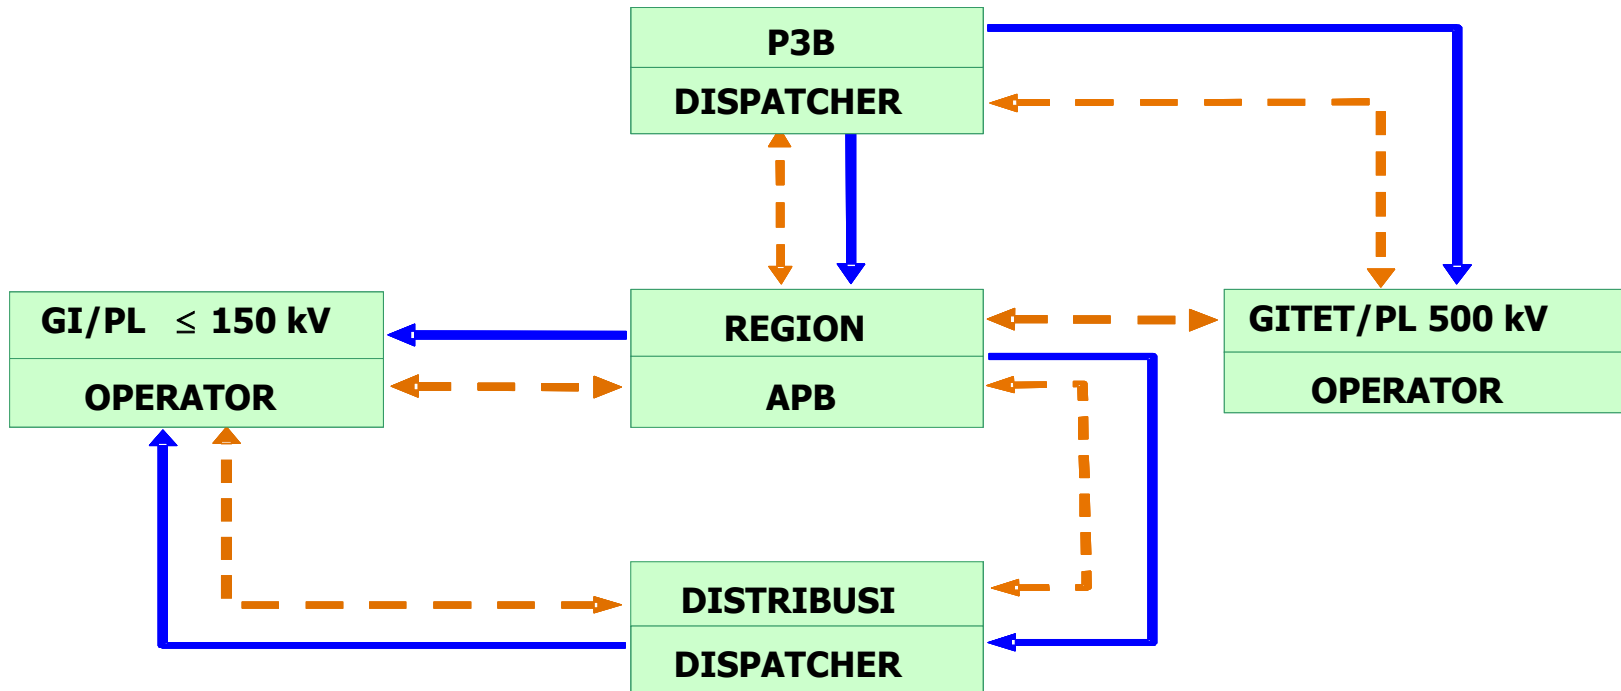 P3B
DISPATCHER
GI/PL ≤ 150 kV
OPERATOR
REGION
APB
GITET/PL 500 kV
OPERATOR
DISTRIBUSI
DISPATCHER